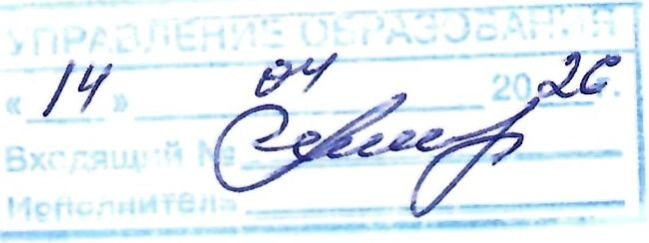 УПРАВЛЕНИЕ ОБРАЗОВАНИЯ
«14» 04 2026 г.
Входящий №
Исполнитель